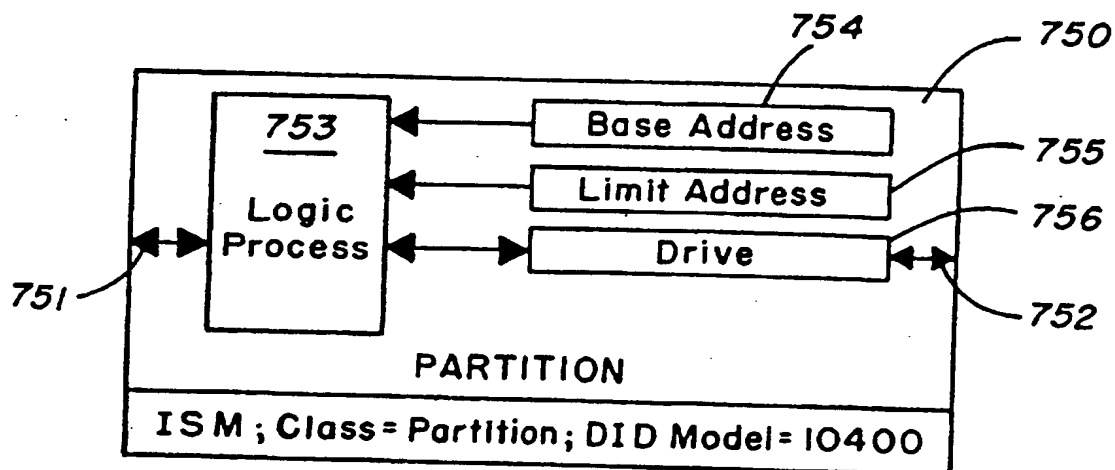 754
750
753
Base Address
755
Limit Address
Logic
Process
756
Drive
751
752
PARTITION
ISM; Class= Partition; DID Model= 10400